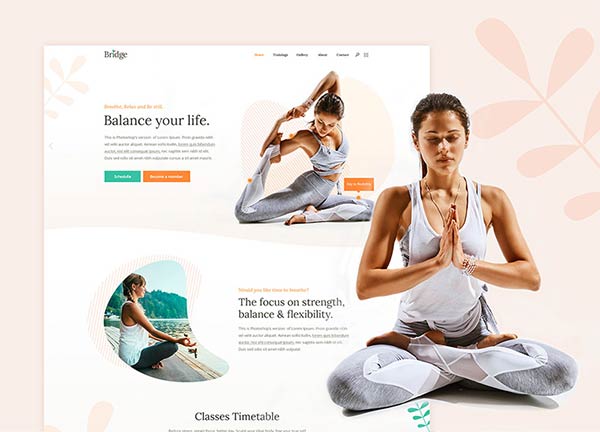 Bridge
Home Trainings Gallery About Contact
Breathe, Relax and Be still.
Balance your life.
This is Photoshop's version of Lorem Ipsum. Proin gravida nibh
vel velit auctor aliquet. Aenean sollicitudin, lorem quis bibendum
auctor, nisi elit consequat ipsum, nec sagittis sem nibh id elit.
Duis sed odio sit amet nibh vulputate cursus a sit amet mauris.
Schedule
Become a member
Would you like time to breathe?
The focus on strength,
balance & flexibility.
This is Photoshop's version of Lorem Ipsum. Proin gravida nibh
vel velit auctor aliquet. Aenean sollicitudin, lorem quis bibendum
auctor, nisi elit consequat ipsum, nec sagittis sem nibh id elit.
Duis sed odio sit amet nibh vulputate
Classes Timetable